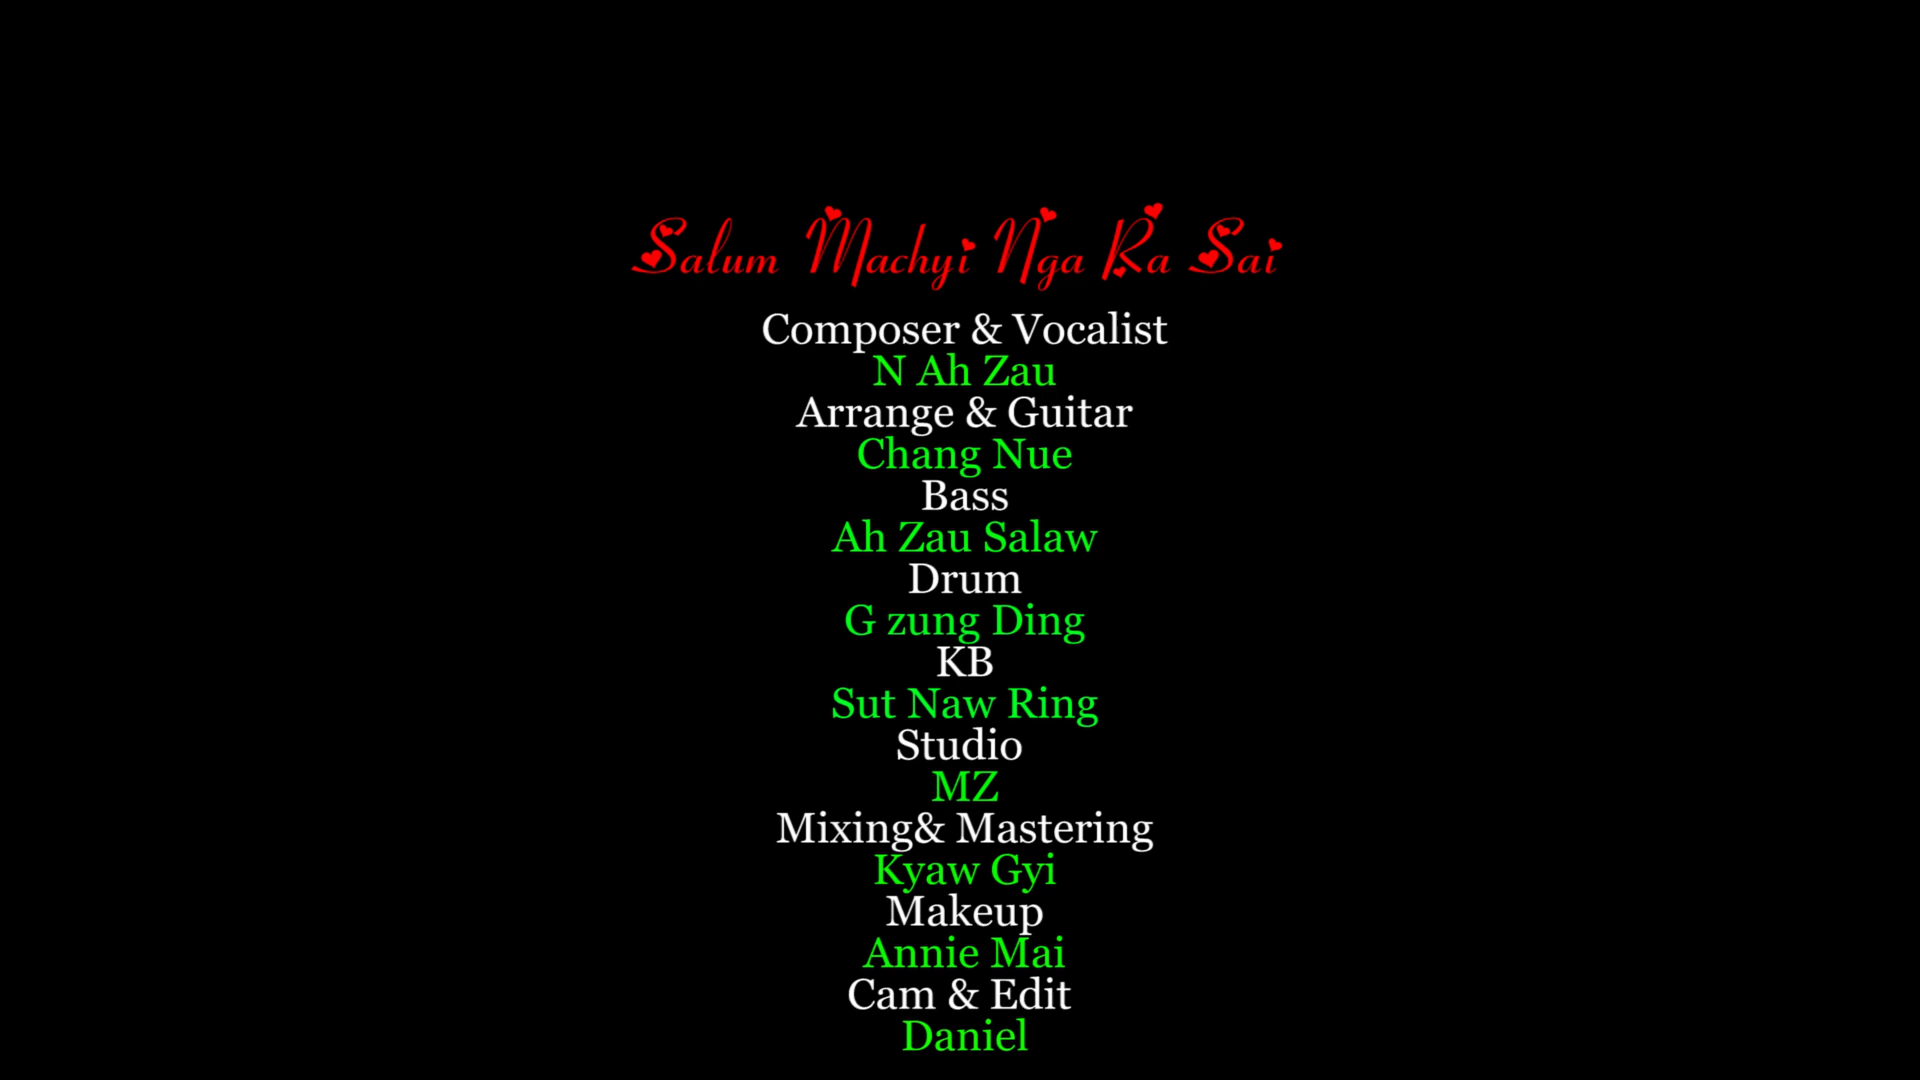 Salum Machyi Nga Ra Sai
Composer & Vocalist
N Ah Zau
Arrange & Guitar
Chang Nue
Bass
Ah Zau Salaw
Drum
G zung Ding
KB
Sut Naw Ring
Studio
MZ
Mixing& Mastering
Kyaw Gyi
Makeup
Annie Mai
Cam & Edit
Daniel